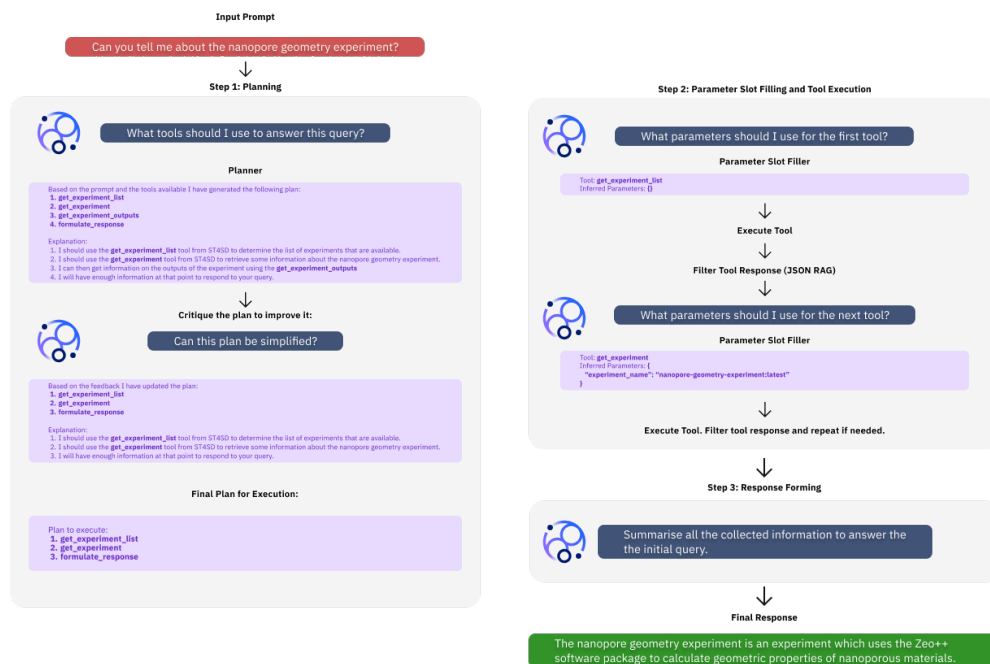 Input Prompt
Can you tell me about the nanopore geometry experiment?
Step 1: Planning
What tools should I use to answer this query?
Planner
Based on the prompt and the tools available I have generated the following plan:
1. get_experiment_list
2. get_experiment
3. get_experiment_outputs
4. formulate_response
Explanation:
1. I should use the get_experiment_list tool from ST4SD to determine the list of experiments that are available.
2. I should use the get_experiment tool from ST4SD to retrieve some information about the nanopore geometry experiment.
3. I can then get information on the outputs of the experiment using the get_experiment_outputs
4. I will have enough information at that point to respond to your query.
Critique the plan to improve it:
Can this plan be simplified?
Based on the feedback I have updated the plan:
1. get_experiment_list
2. get_experiment
3. formulate_response
Explanation:
1. I should use the get_experiment_list tool from ST4SD to determine the list of experiments that are available.
2. I should use the get_experiment tool from ST4SD to retrieve some information about the nanopore geometry experiment.
3. I will have enough information at that point to respond to your query.
Final Plan for Execution:
Plan to execute:
1. get_experiment_list
2. get_experiment
3. formulate_response
Step 2: Parameter Slot Filling and Tool Execution
What parameters should I use for the first tool?
Parameter Slot Filler
Tool: get_experiment_list
Inferred Parameters: {}
Execute Tool
Filter Tool Response (JSON RAG)
What parameters should I use for the next tool?
Parameter Slot Filler
Tool: get_experiment
Inferred Parameters: {
"experiment_name": "nanopore-geometry-experiment:latest"
}
Execute Tool. Filter tool response and repeat if needed.
Step 3: Response Forming
Summarise all the collected information to answer the
the initial query.
Final Response
The nanopore geometry experiment is an experiment which uses the Zeo++
software package to calculate geometric properties of nanoporous materials.